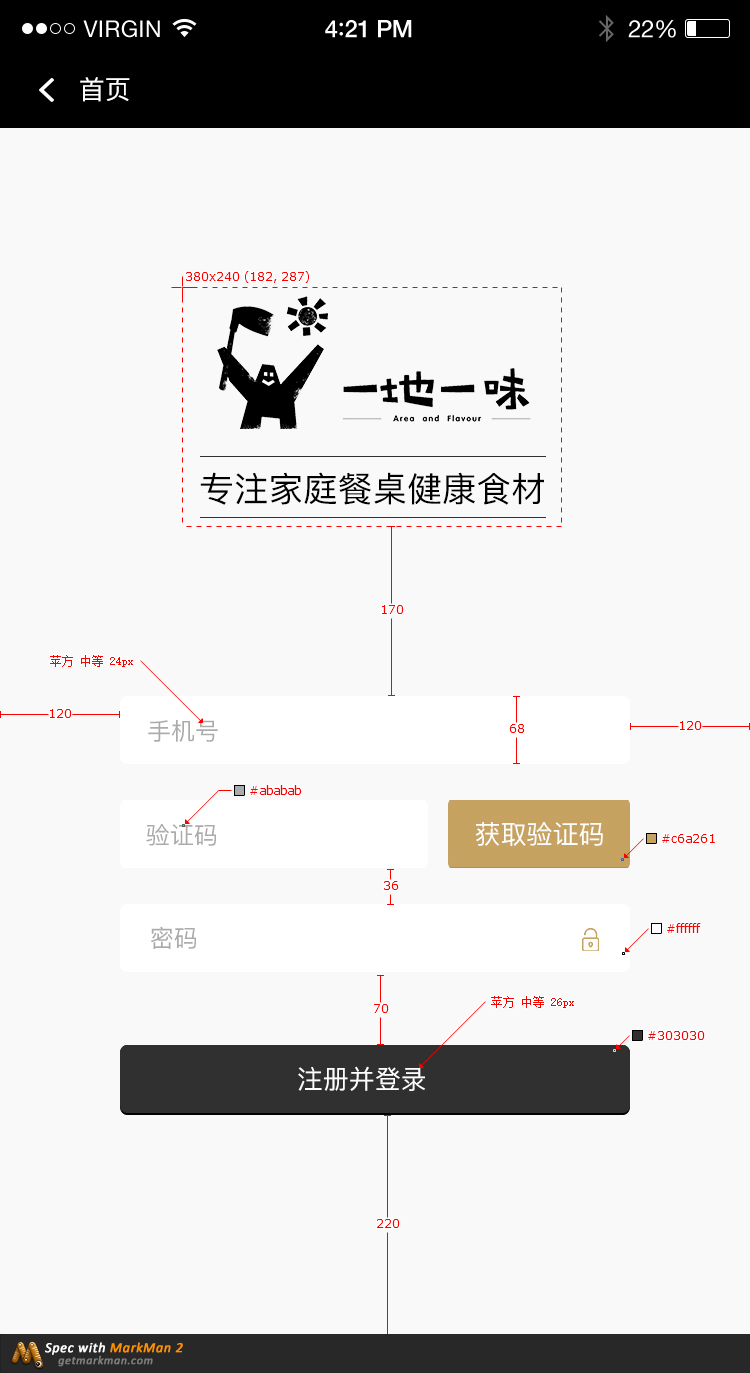 VIRGIN
4:21 PM
22%
首页
380x240 (182, 287)
一地一味
Area and Flavour
专注家庭餐桌健康食材
170
苹方 中等 24px
120
手机号
68
120
#ababab
验证码
获取验证码
#c6a261
36
密码
#ffffff
70
苹方 中等 26px
#303030
注册并登录
220
Spec with MarkMan 2
getmarkman.com